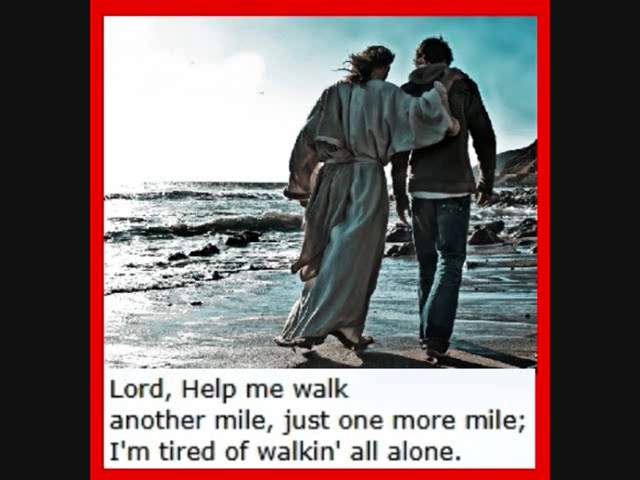 Lord, Help me walk
another mile, just one more mile;
I'm tired of walkin' all alone.